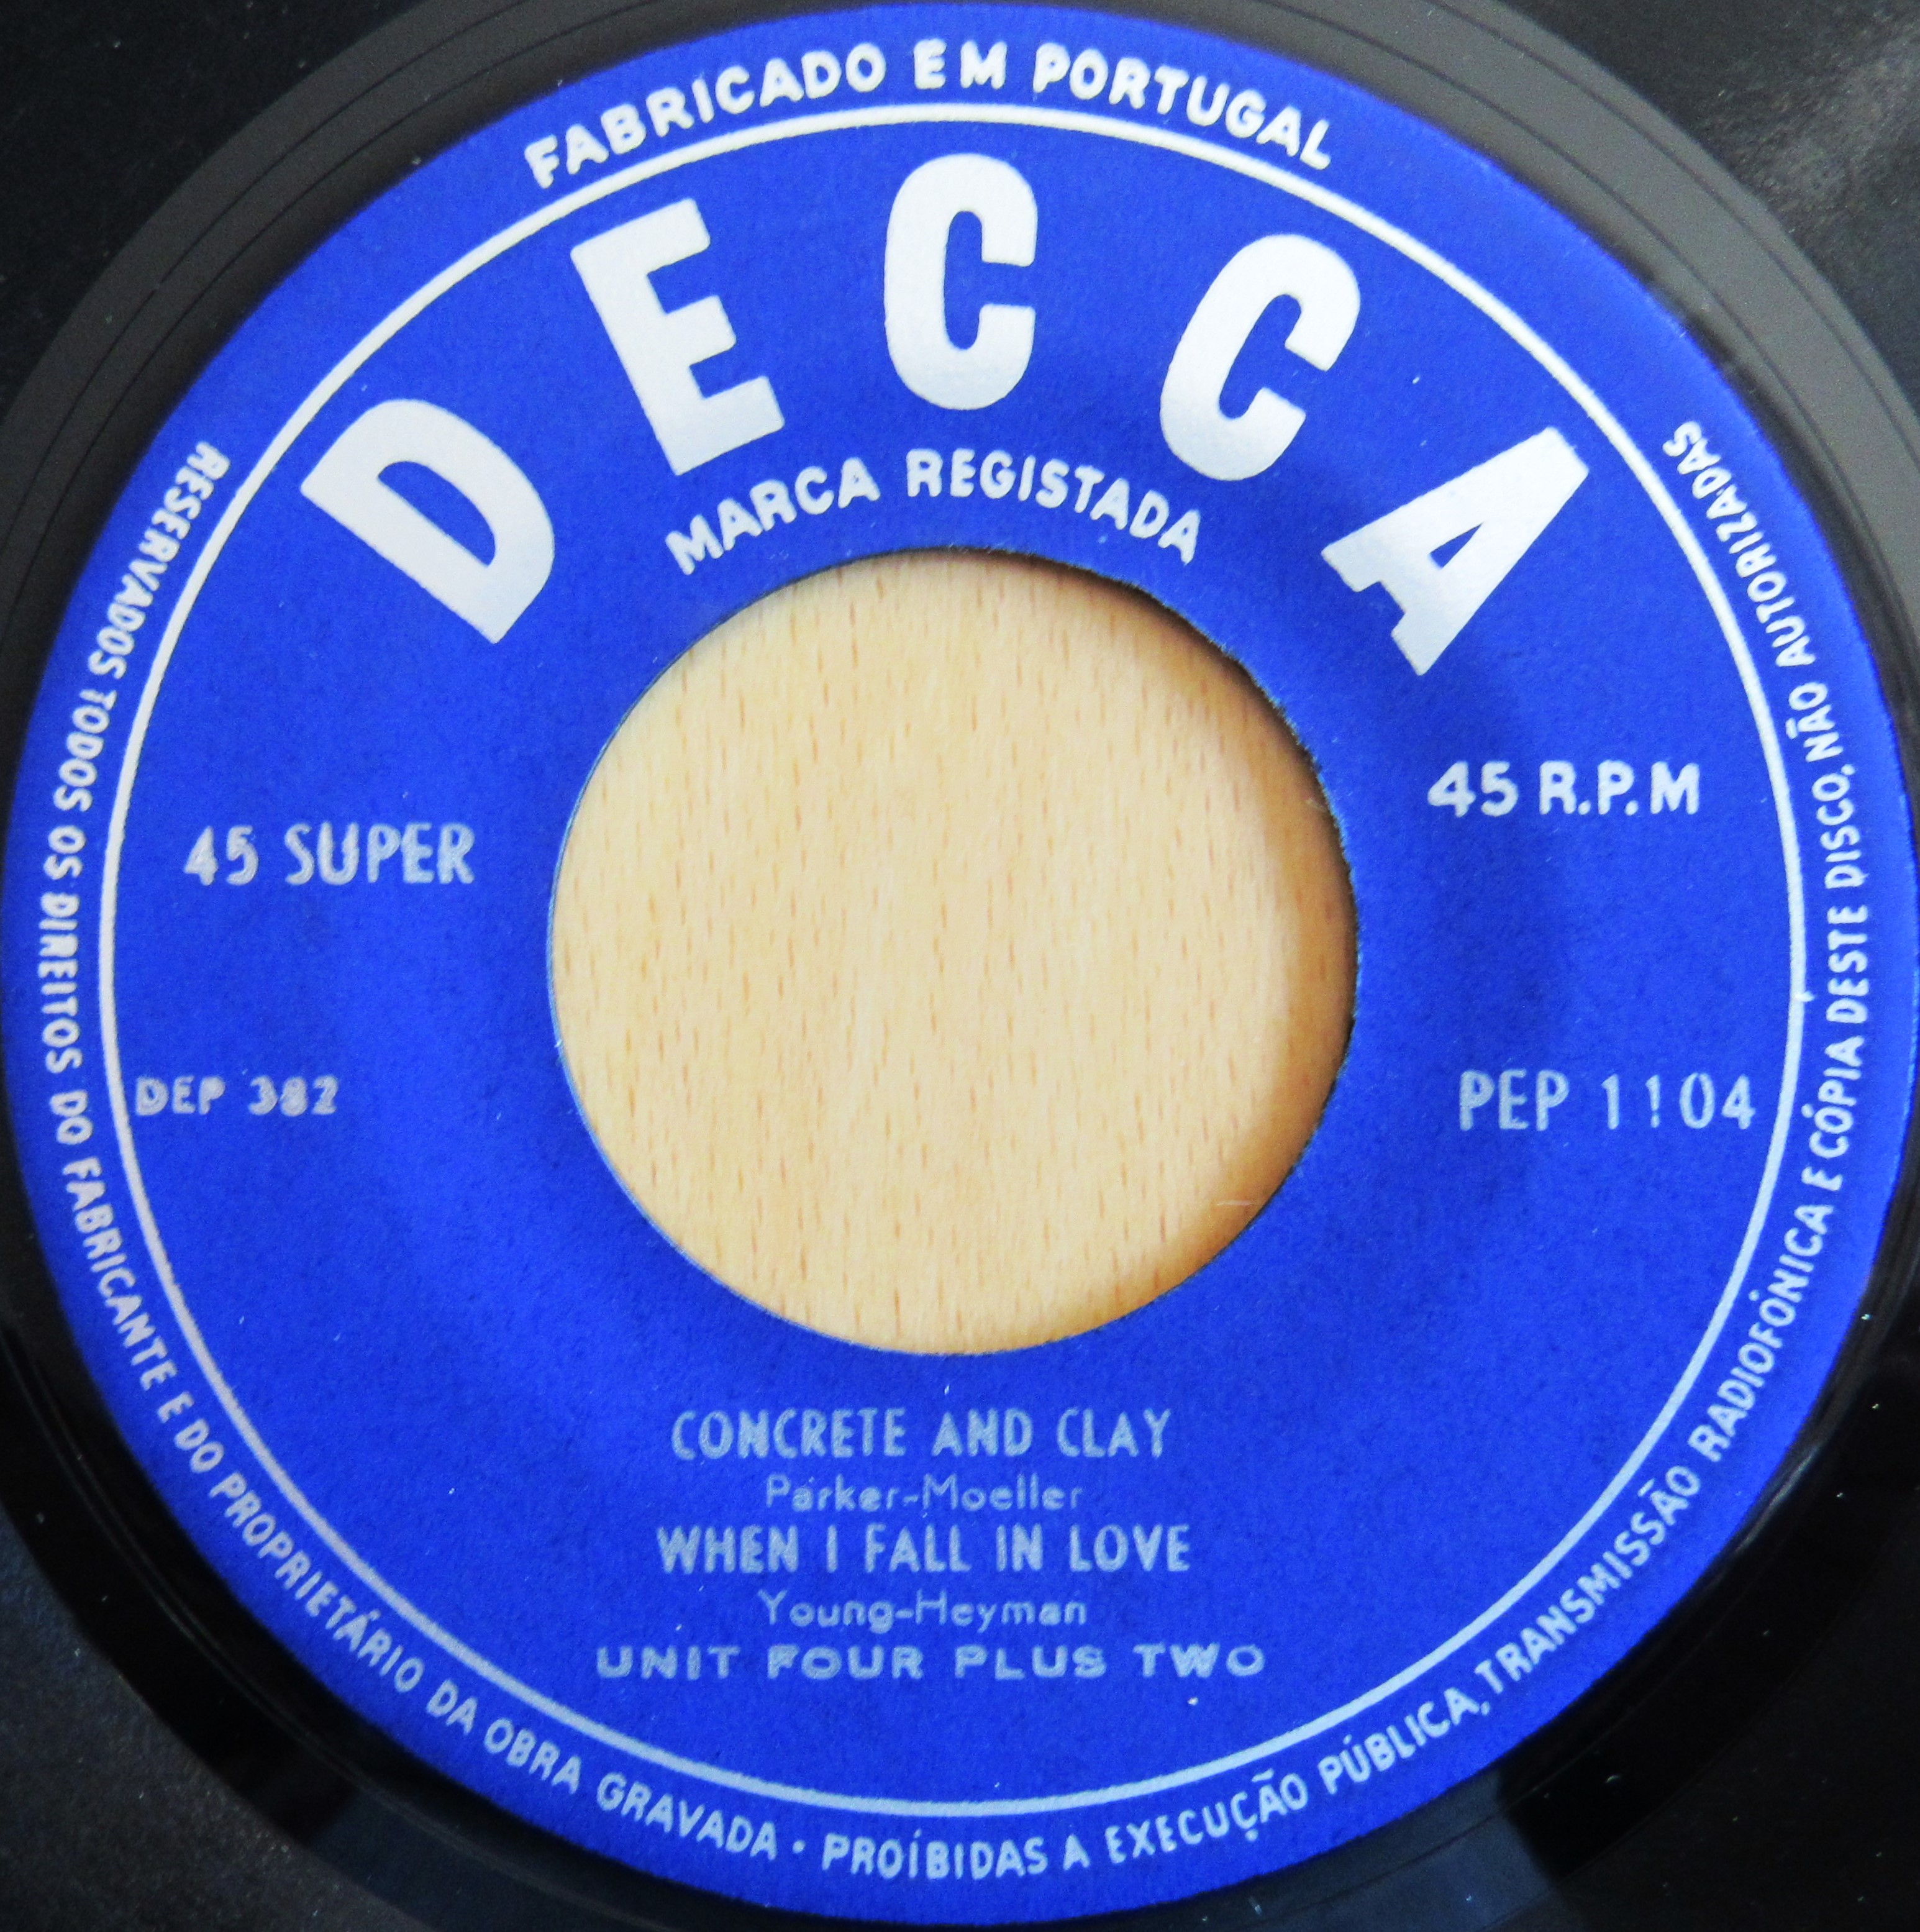 FABRICADO EM PORTUGAL
DECCA
MARCA REGISTADA
45 R.P.M
45 SUPER
DEP 382
PEP 1104
CONCRETE AND CLAY
Parker-Moeller
WHEN I FALL IN LOVE
Young-Heyman
UNIT FOUR PLUS TWO
RESERVADOS TODOS OS DIREITOS DO FABRICANTE E DO PROPRIETÁRIO DA OBRA GRAVADA • PROÍBIDAS A EXECUÇÃO PÚBLICA, TRANSMISSÃO RADIOFÓNICA E CÓPIA DESTE DISCO, NÃO AUTORIZADAS